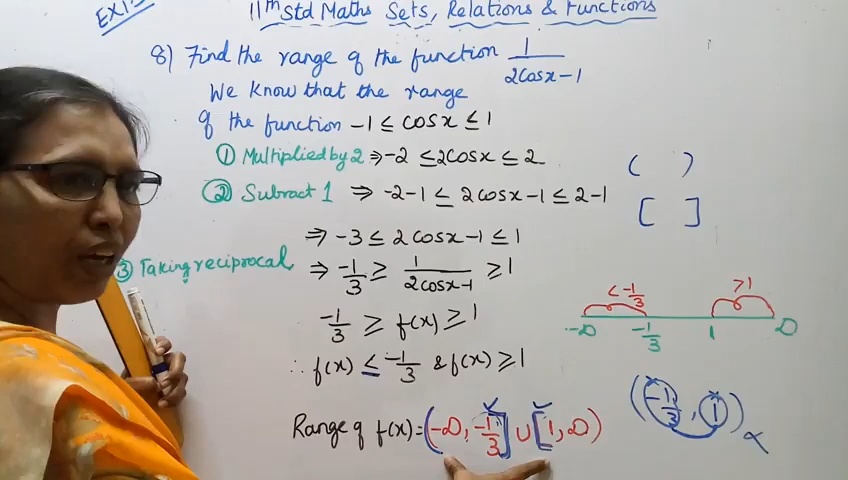 11th Std Maths Sets, Relations & Functions
8) Find the range of the function 1/(2cosx-1)
We know that the range
of the function -1 ≤ cosx ≤ 1
① Multiplied by 2 ⇒ -2 ≤ 2cosx ≤ 2
② Subtract 1 ⇒ -2-1 ≤ 2cosx-1 ≤ 2-1
⇒ -3 ≤ 2cosx-1 ≤ 1
③ Taking reciprocal ⇒ -1/3 ≥ 1/(2cosx-1) ≥ 1
-1/3 ≥ f(x) ≥ 1
∴ f(x) ≤ -1/3 & f(x) ≥ 1
Range of f(x) = (-∞, -1/3] ∪ [1, ∞)
( )
[ ]
< -1/3 >1
-∞ -1/3 1 ∞
(-1/3, 1)